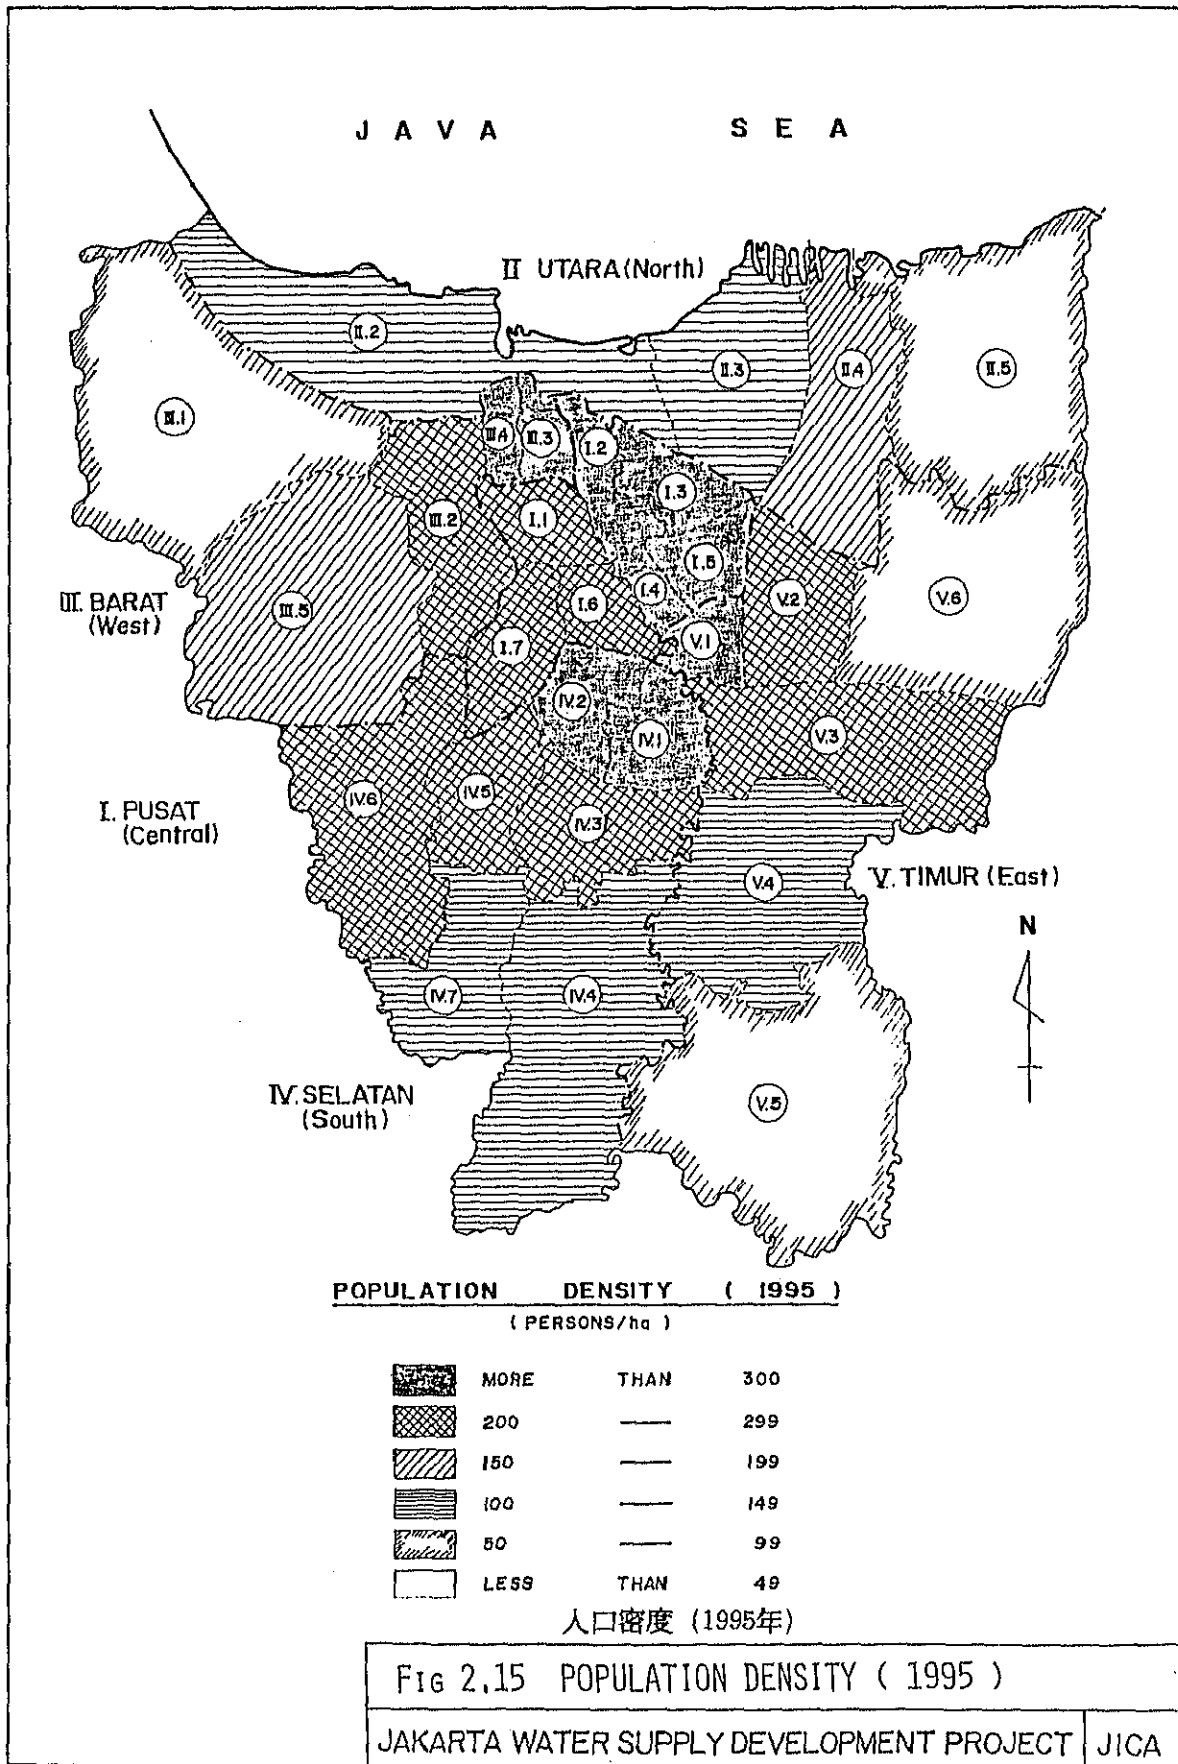 JAVA SEA
II UTARA (North)
II.2
II.3
II.4
II.5
III.1
III.4
III.3
I.2
I.3
III.2
I.1
I.5
I.4
I.6
V.2
V.6
III. BARAT
(West)
III.5
I.7
V.1
IV.2
IV.1
V.3
I. PUSAT
(Central)
IV.6
IV.5
IV.3
V.4
V. TIMUR (East)
N
IV.7
IV.4
IV. SELATAN
(South)
V.5
POPULATION DENSITY ( 1995 )
( PERSONS/ha )
MORE THAN 300
200 — 299
150 — 199
100 — 149
50 — 99
LESS THAN 49
人口密度 (1995年)
FIG 2.15 POPULATION DENSITY ( 1995 )
JAKARTA WATER SUPPLY DEVELOPMENT PROJECT JICA